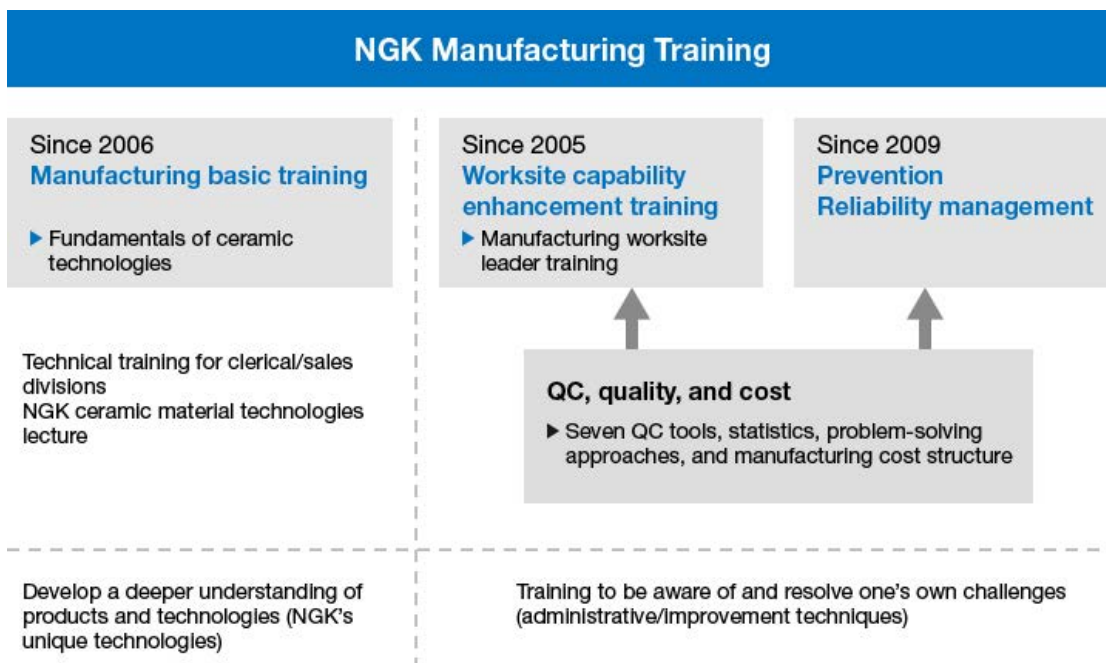 NGK Manufacturing Training
Since 2006
Manufacturing basic training
▶ Fundamentals of ceramic
technologies
Technical training for clerical/sales
divisions
NGK ceramic material technologies
lecture
Since 2005
Worksite capability
enhancement training
▶ Manufacturing worksite
leader training
Since 2009
Prevention
Reliability management
QC, quality, and cost
▶ Seven QC tools, statistics, problem-solving
approaches, and manufacturing cost structure
Develop a deeper understanding of
products and technologies (NGK's
unique technologies)
Training to be aware of and resolve one's own challenges
(administrative/improvement techniques)